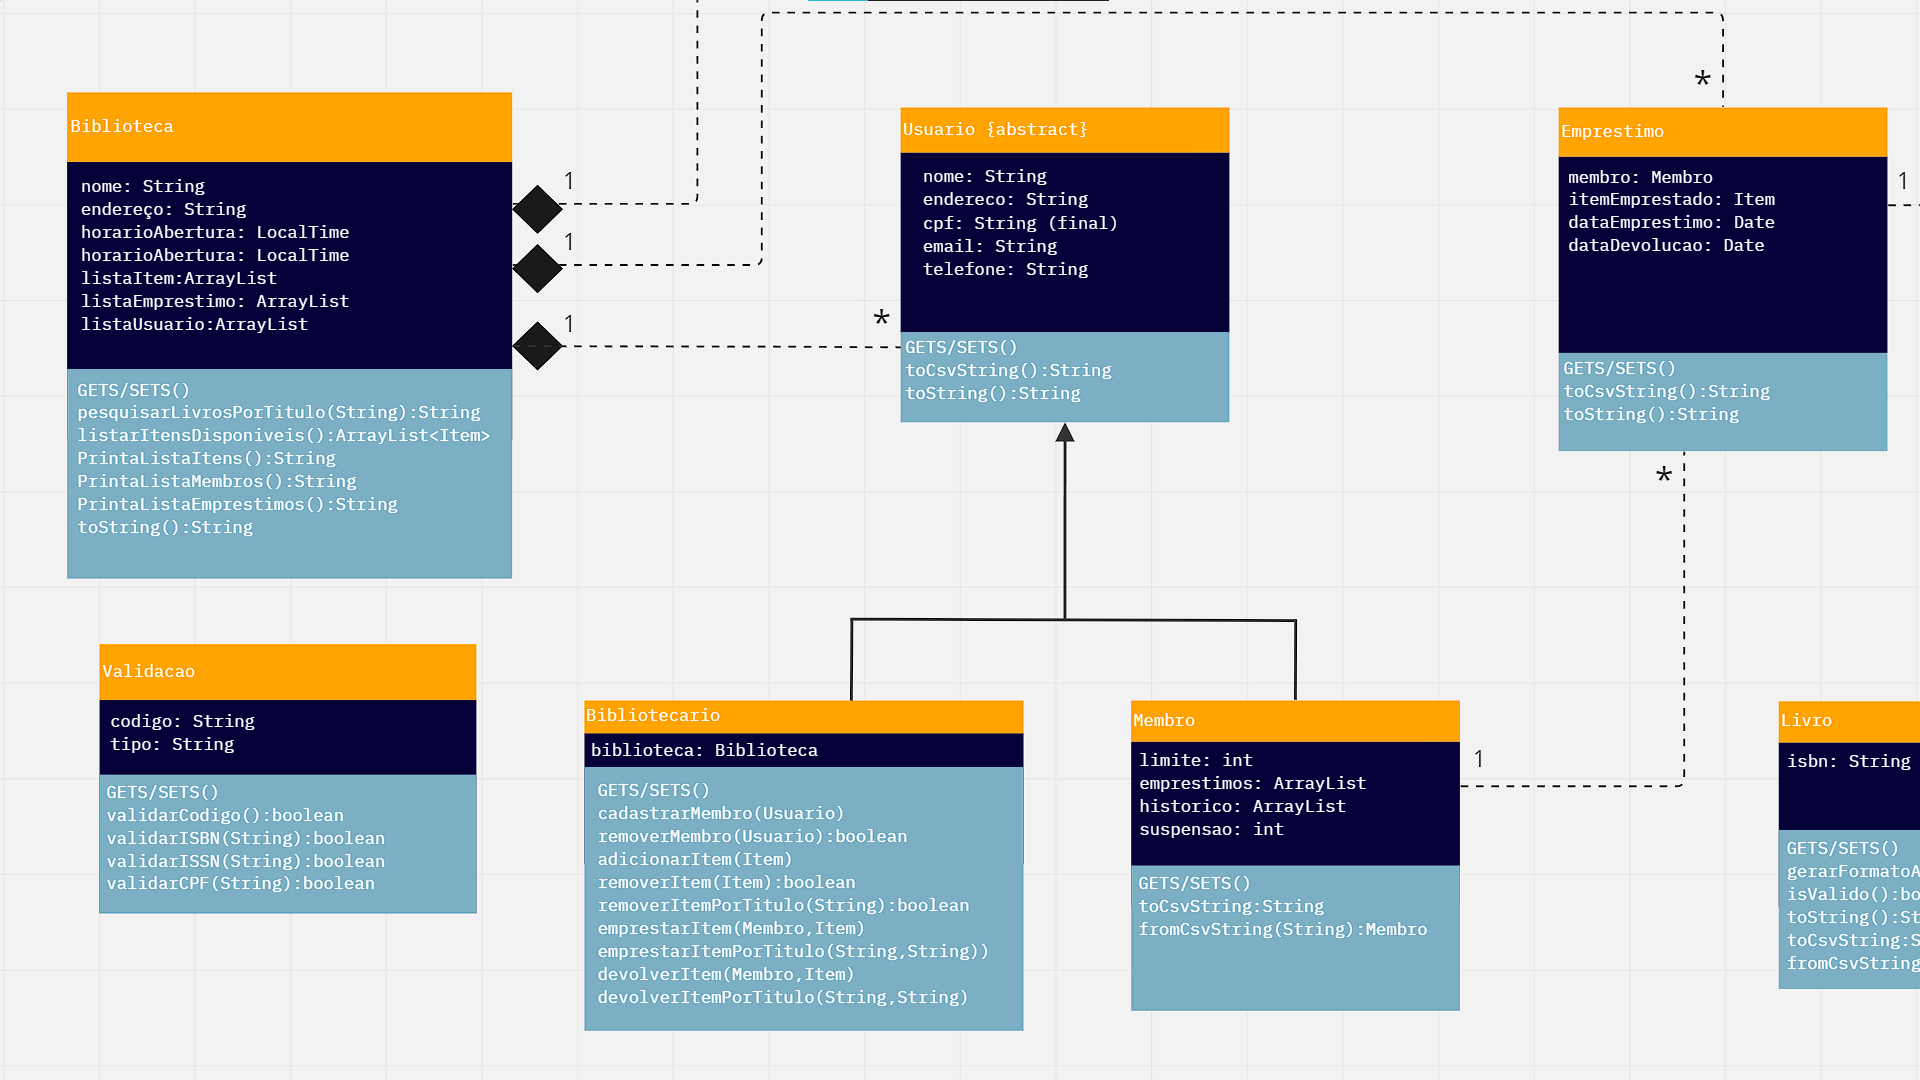 Biblioteca
nome: String
endereço: String
horarioAbertura: LocalTime
horarioAbertura: LocalTime
listaItem:ArrayList
listaEmprestimo: ArrayList
listaUsuario:ArrayList
GETS/SETS()
pesquisarLivrosPorTitulo(String):String
listarItensDisponiveis():ArrayList<Item>
PrintaListaItens():String
PrintaListaMembros():String
PrintaListaEmprestimos():String
toString():String
1
1
1
*
Usuario {abstract}
nome: String
endereco: String
cpf: String (final)
email: String
telefone: String
GETS/SETS()
toCsvString():String
toString():String
*
Emprestimo
membro: Membro
itemEmprestado: Item
dataEmprestimo: Date
dataDevolucao: Date
GETS/SETS()
toCsvString():String
toString():String
1
*
Validacao
codigo: String
tipo: String
GETS/SETS()
validarCodigo():boolean
validarISBN(String):boolean
validarISSN(String):boolean
validarCPF(String):boolean
Bibliotecario
biblioteca: Biblioteca
GETS/SETS()
cadastrarMembro(Usuario)
removerMembro(Usuario):boolean
adicionarItem(Item)
removerItem(Item):boolean
removerItemPorTitulo(String):boolean
emprestarItem(Membro,Item)
emprestarItemPorTitulo(String,String))
devolverItem(Membro,Item)
devolverItemPorTitulo(String,String)
Membro
limite: int
emprestimos: ArrayList
historico: ArrayList
suspensao: int
GETS/SETS()
toCsvString:String
fromCsvString(String):Membro
1
Livro
isbn: String
GETS/SETS()
gerarFormatoA
isValido():bo
toString():St
toCsvString:S
fromCsvString